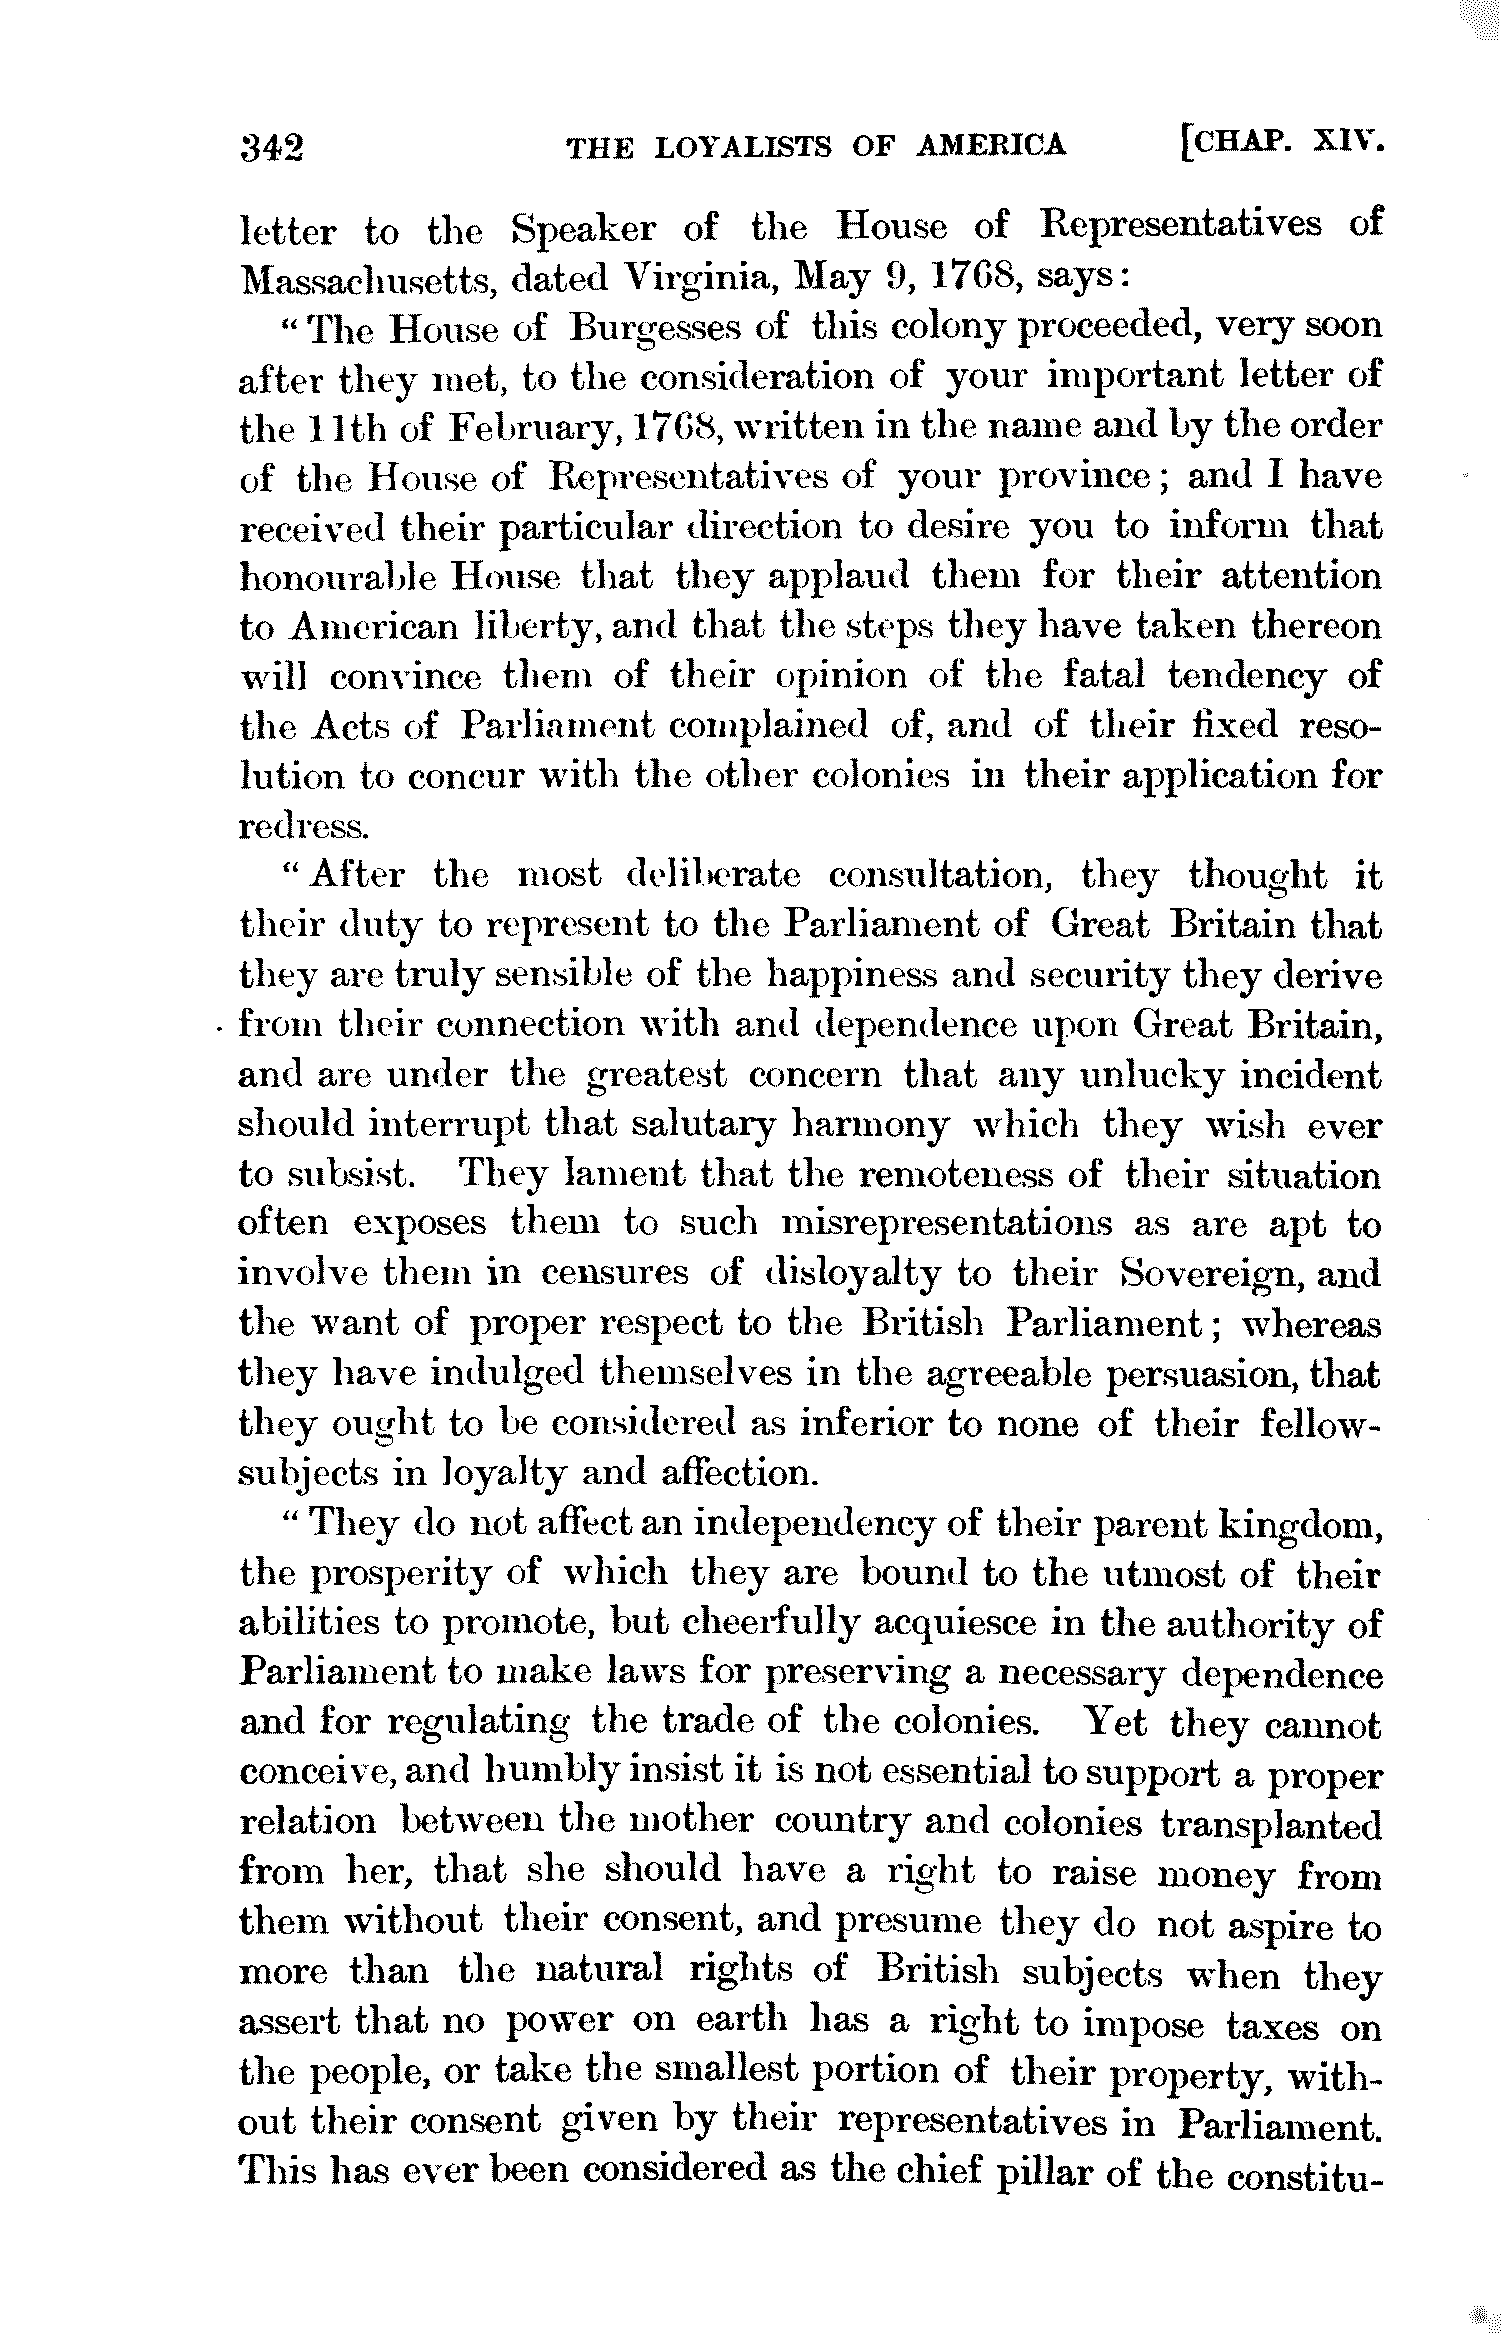 342 THE LOYALISTS OF AMERICA [CHAP. XIV.
letter to the Speaker of the House of Representatives of
Massachusetts, dated Virginia, May 9, 1768, says:
“The House of Burgesses of this colony proceeded, very soon
after they met, to the consideration of your important letter of
the 11th of February, 1768, written in the name and by the order
of the House of Representatives of your province; and I have
received their particular direction to desire you to inform that
honourable House that they applaud them for their attention
to American liberty, and that the steps they have taken thereon
will convince them of their opinion of the fatal tendency of
the Acts of Parliament complained of, and of their fixed reso-
lution to concur with the other colonies in their application for
redress.
“After the most deliberate consultation, they thought it
their duty to represent to the Parliament of Great Britain that
they are truly sensible of the happiness and security they derive
from their connection with and dependence upon Great Britain,
and are under the greatest concern that any unlucky incident
should interrupt that salutary harmony which they wish ever
to subsist. They lament that the remoteness of their situation
often exposes them to such misrepresentations as are apt to
involve them in censures of disloyalty to their Sovereign, and
the want of proper respect to the British Parliament; whereas
they have indulged themselves in the agreeable persuasion, that
they ought to be considered as inferior to none of their fellow-
subjects in loyalty and affection.
“They do not affect an independency of their parent kingdom,
the prosperity of which they are bound to the utmost of their
abilities to promote, but cheerfully acquiesce in the authority of
Parliament to make laws for preserving a necessary dependence
and for regulating the trade of the colonies. Yet they cannot
conceive, and humbly insist it is not essential to support a proper
relation between the mother country and colonies transplanted
from her, that she should have a right to raise money from
them without their consent, and presume they do not aspire to
more than the natural rights of British subjects when they
assert that no power on earth has a right to impose taxes on
the people, or take the smallest portion of their property, with-
out their consent given by their representatives in Parliament.
This has ever been considered as the chief pillar of the constitu-